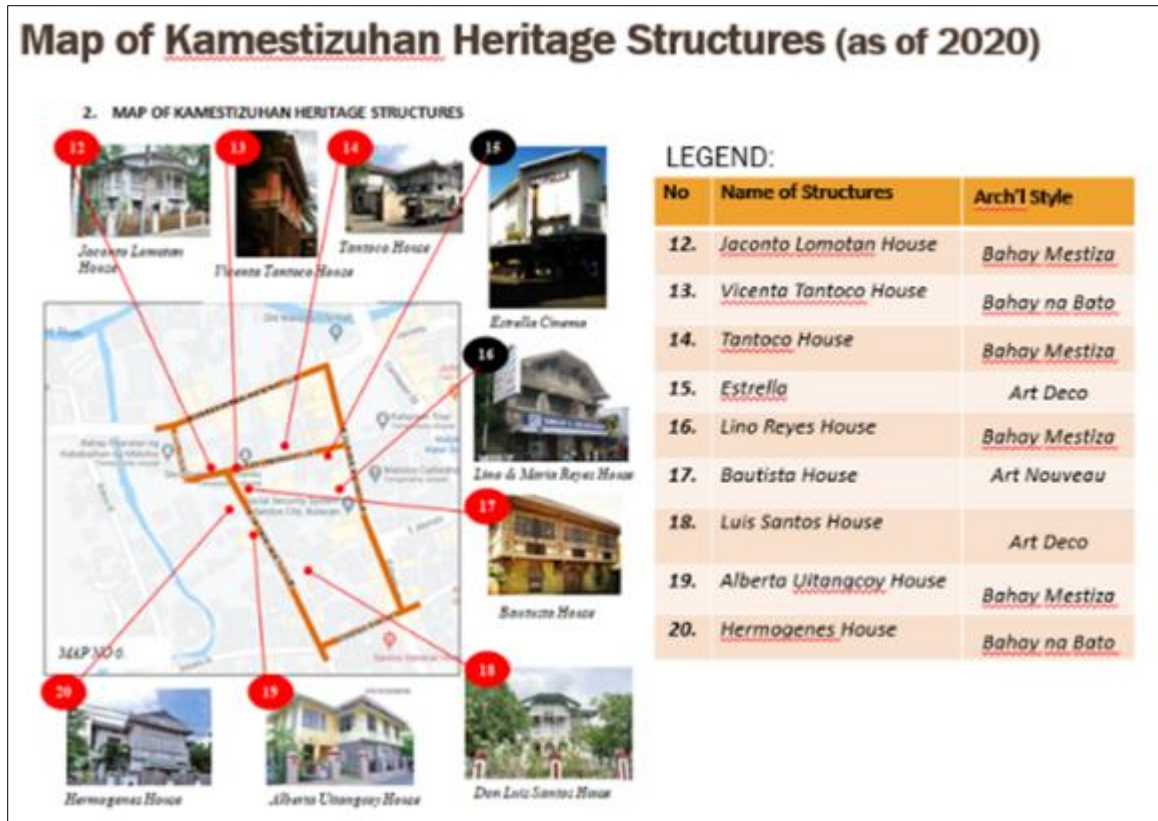 Map of Kamestizuhan Heritage Structures (as of 2020)
2. MAP OF KAMESTIZUHAN HERITAGE STRUCTURES
12
13
14
15
Jaconto Lomotan
House
Vicenta Tantoco House
Tantoco House
Estrella Cinema
16
Lino & Maria Reyes House
17
Bautista House
MAP NO 6.
20
19
18
Hermogenes House
Alberta Uitangcoy House
Don Luis Santos House
LEGEND:
No Name of Structures Arch'l Style
12. Jaconto Lomotan House Bahay Mestiza
13. Vicenta Tantoco House Bahay na Bato
14. Tantoco House Bahay Mestiza
15. Estrella Art Deco
16. Lino Reyes House Bahay Mestiza
17. Bautista House Art Nouveau
18. Luis Santos House Art Deco
19. Alberta Uitangcoy House Bahay Mestiza
20. Hermogenes House Bahay na Bato